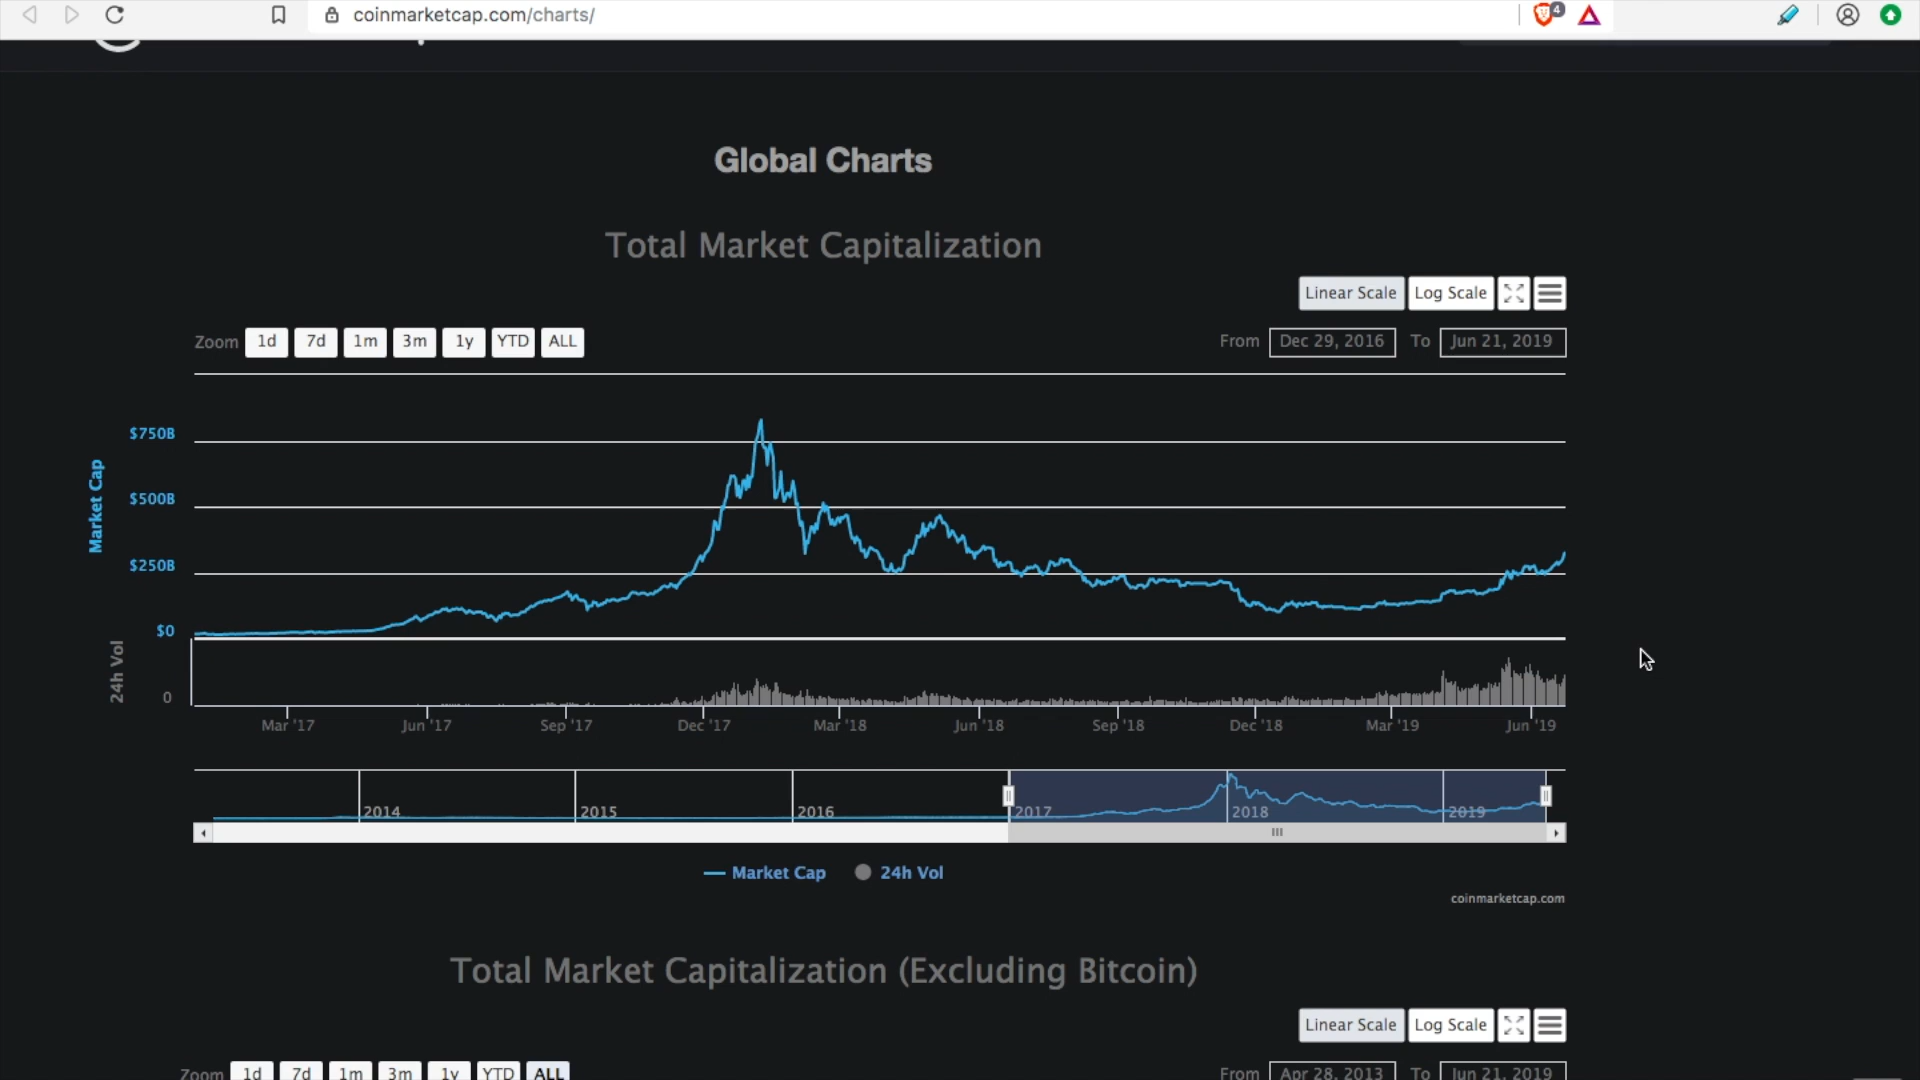 coinmarketcap.com/charts/
4
Global Charts
Total Market Capitalization
Linear Scale Log Scale
Zoom 1d 7d 1m 3m 1y YTD ALL From Dec 29, 2016 To Jun 21, 2019
Market Cap
$750B
$500B
$250B
$0
24h Vol
0
Mar '17 Jun '17 Sep '17 Dec '17 Mar '18 Jun '18 Sep '18 Dec '18 Mar '19 Jun '19
2014 2015 2016 2017 2018 2019
Market Cap 24h Vol
coinmarketcap.com
Total Market Capitalization (Excluding Bitcoin)
Linear Scale Log Scale
Zoom 1d 7d 1m 3m 1y YTD ALL From Apr 28, 2013 To Jun 21, 2019